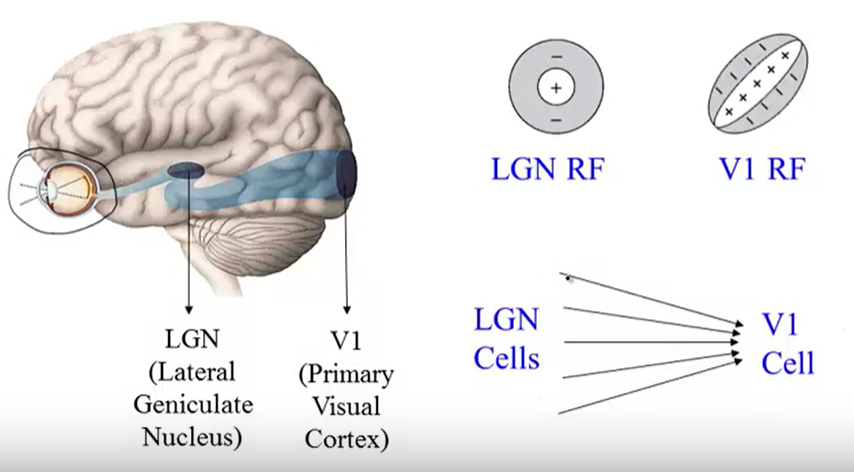 LGN RF
V1 RF
LGN
(Lateral
Geniculate
Nucleus)
V1
(Primary
Visual
Cortex)
LGN
Cells
V1
Cell